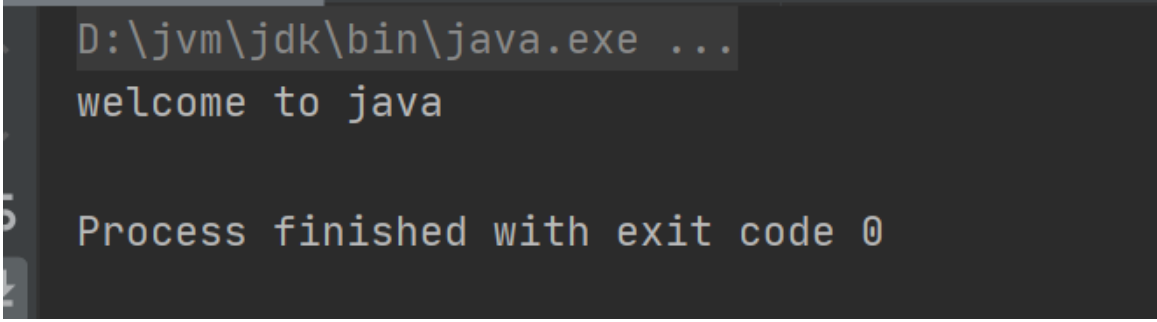 D:\jvm\jdk\bin\java.exe ...
welcome to java
Process finished with exit code 0